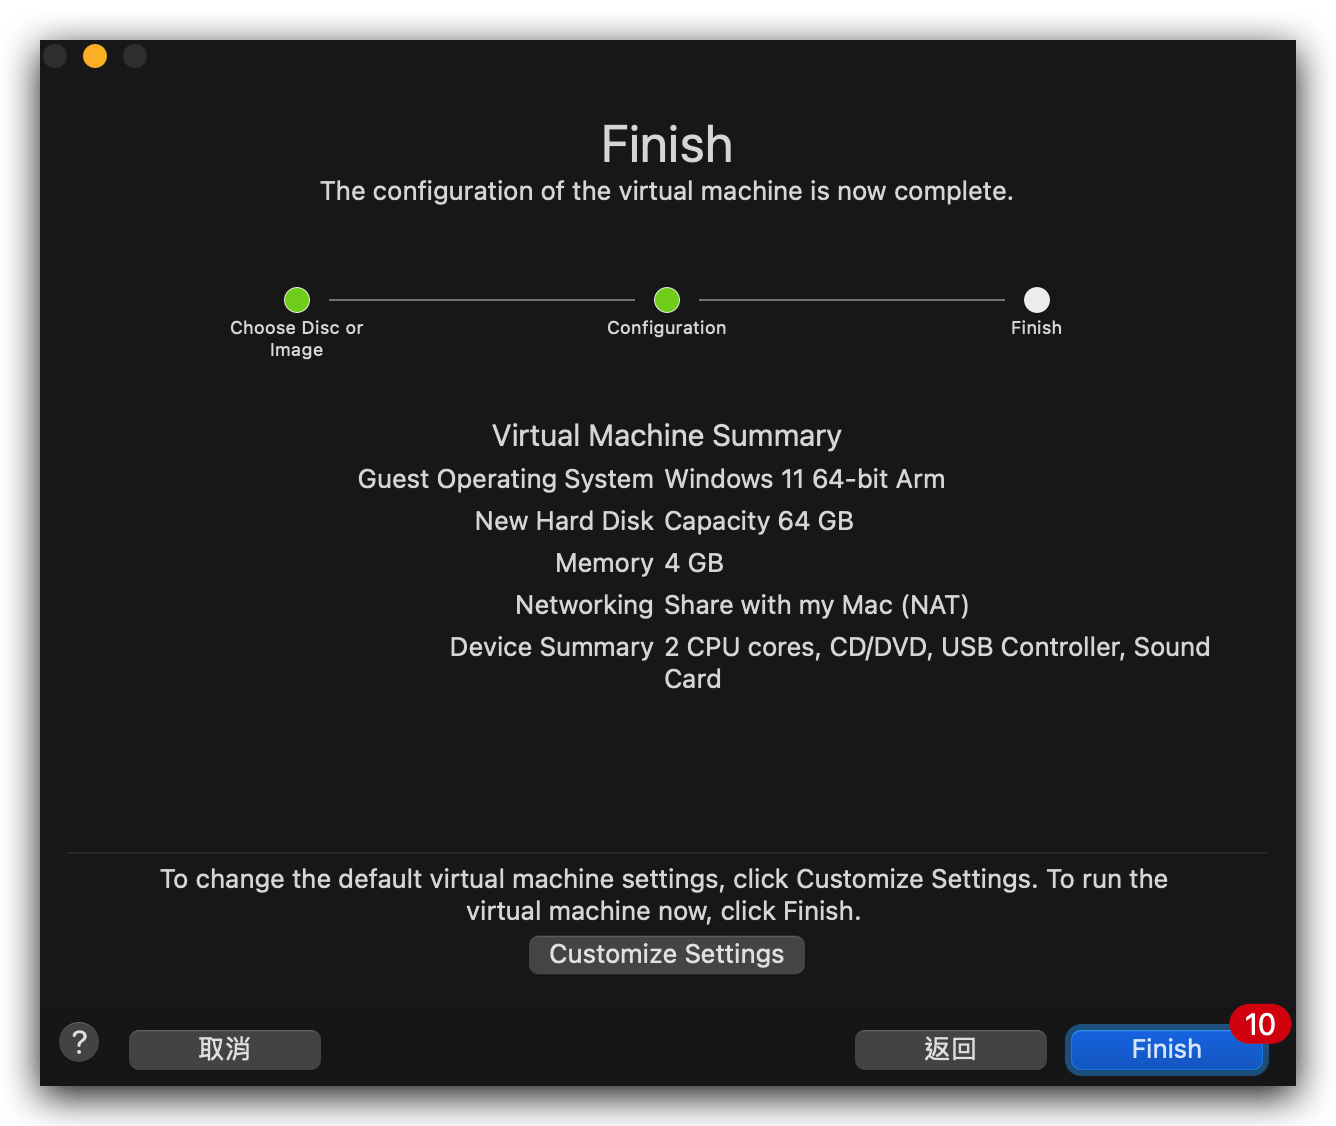 Finish
The configuration of the virtual machine is now complete.
Choose Disc or
Image
Configuration
Finish
Virtual Machine Summary
Guest Operating System Windows 11 64-bit Arm
New Hard Disk Capacity 64 GB
Memory 4 GB
Networking Share with my Mac (NAT)
Device Summary 2 CPU cores, CD/DVD, USB Controller, Sound
Card
To change the default virtual machine settings, click Customize Settings. To run the
virtual machine now, click Finish.
Customize Settings
?
取消
返回
Finish
10